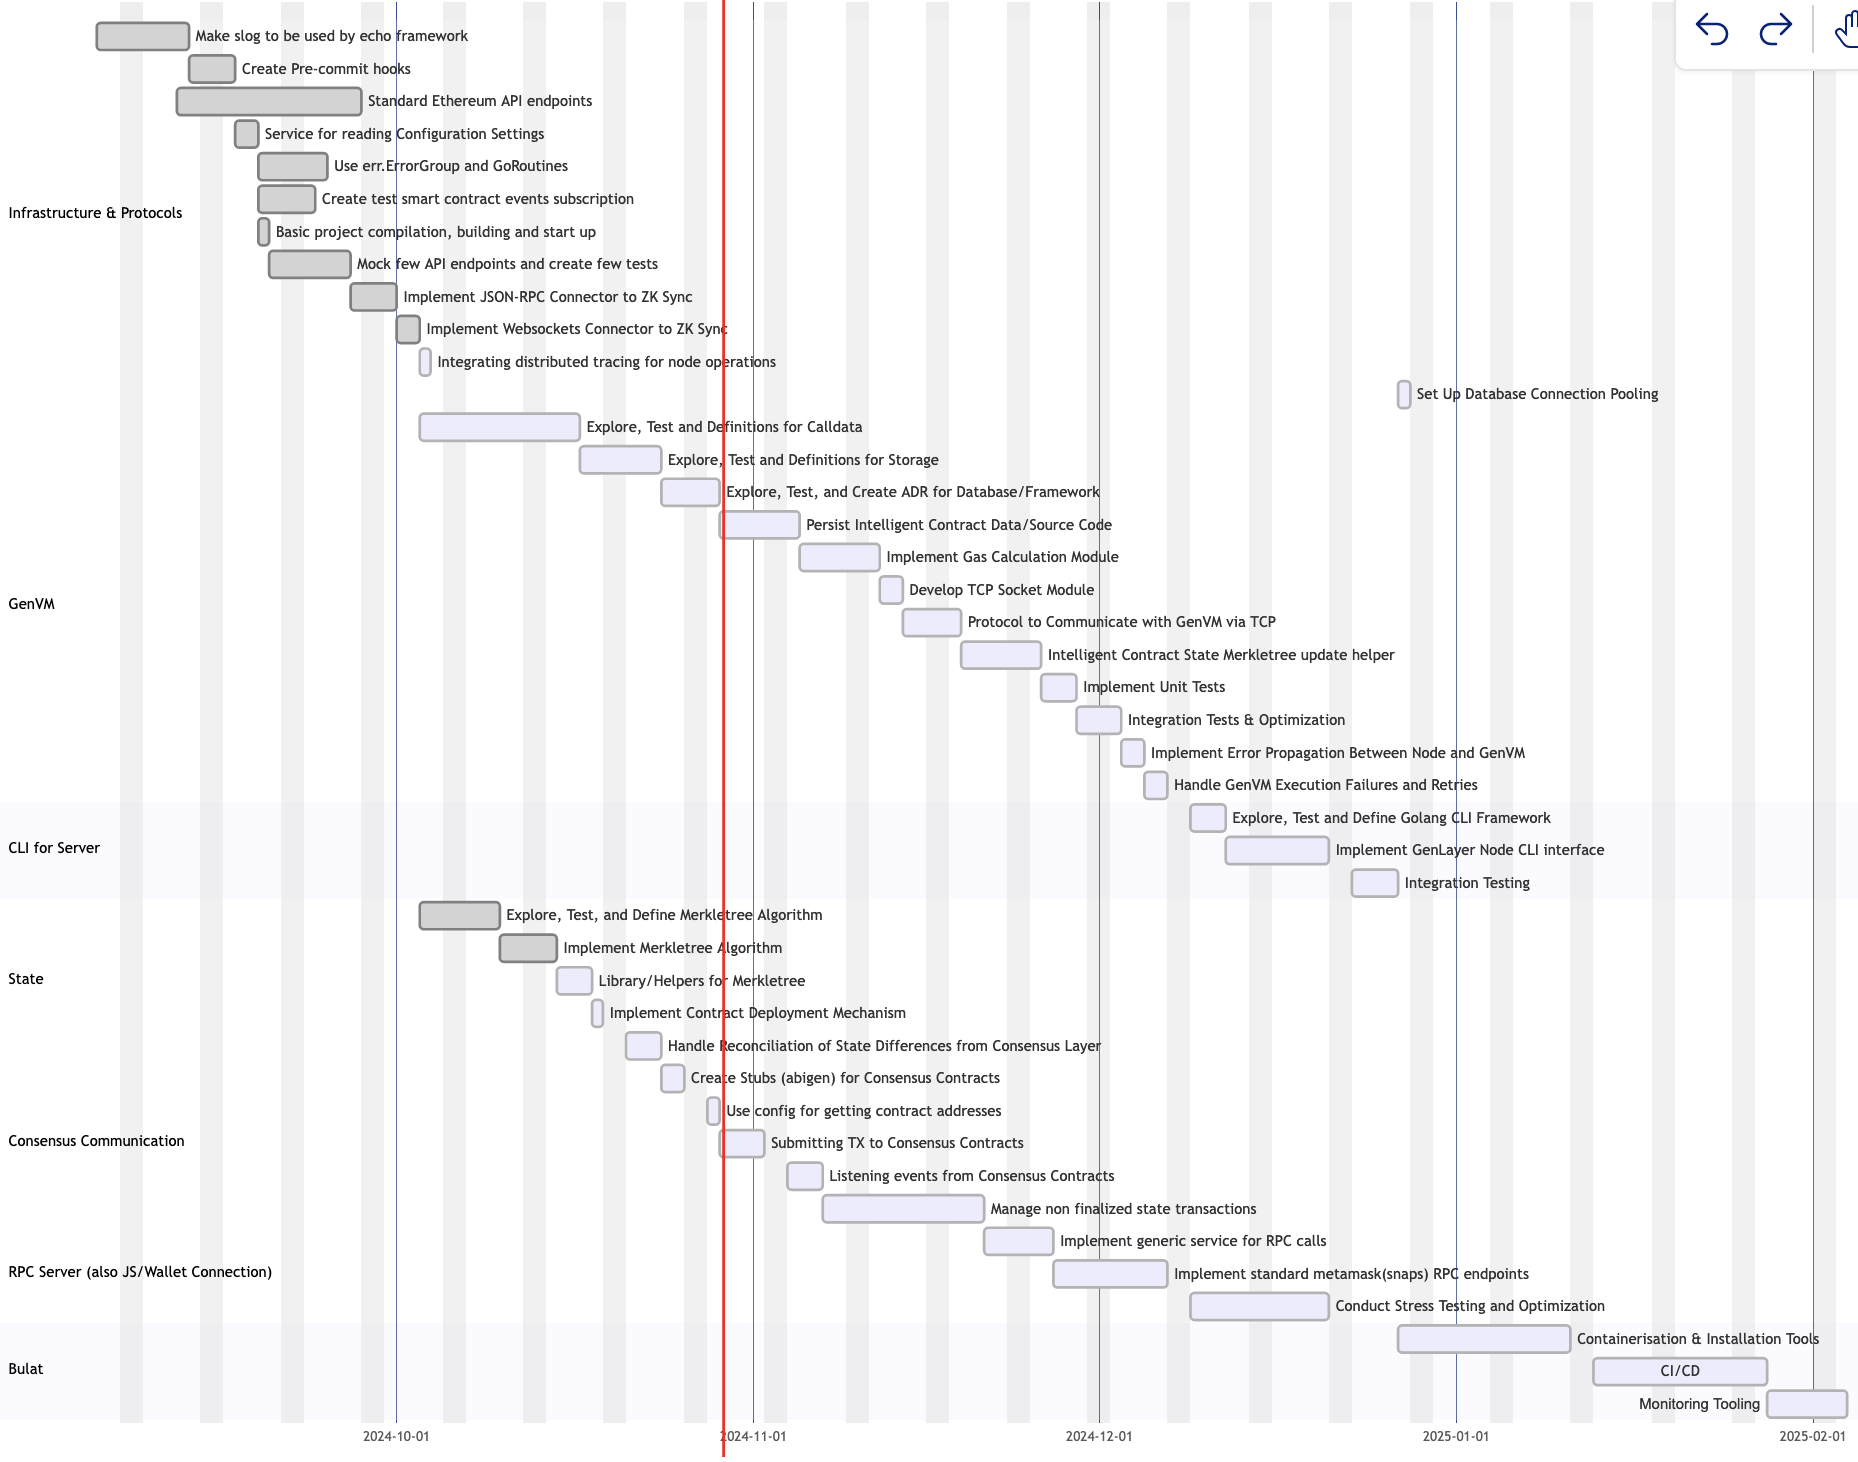 Make slog to be used by echo framework
Create Pre-commit hooks
Standard Ethereum API endpoints
Service for reading Configuration Settings
Use err.ErrorGroup and GoRoutines
Create test smart contract events subscription
Infrastructure & Protocols
Basic project compilation, building and start up
Mock few API endpoints and create few tests
Implement JSON-RPC Connector to ZK Sync
Implement Websockets Connector to ZK Sync
Integrating distributed tracing for node operations
Set Up Database Connection Pooling
Explore, Test and Definitions for Calldata
Explore, Test and Definitions for Storage
Explore, Test, and Create ADR for Database/Framework
Persist Intelligent Contract Data/Source Code
Implement Gas Calculation Module
Develop TCP Socket Module
GenVM
Protocol to Communicate with GenVM via TCP
Intelligent Contract State Merkletree update helper
Implement Unit Tests
Integration Tests & Optimization
Implement Error Propagation Between Node and GenVM
Handle GenVM Execution Failures and Retries
Explore, Test and Define Golang CLI Framework
CLI for Server
Implement GenLayer Node CLI interface
Integration Testing
Explore, Test, and Define Merkletree Algorithm
Implement Merkletree Algorithm
State
Library/Helpers for Merkletree
Implement Contract Deployment Mechanism
Handle Reconciliation of State Differences from Consensus Layer
Create Stubs (abigen) for Consensus Contracts
Use config for getting contract addresses
Consensus Communication
Submitting TX to Consensus Contracts
Listening events from Consensus Contracts
Manage non finalized state transactions
Implement generic service for RPC calls
RPC Server (also JS/Wallet Connection)
Implement standard metamask(snaps) RPC endpoints
Conduct Stress Testing and Optimization
Containerisation & Installation Tools
Bulat
CI/CD
Monitoring Tooling
2024-10-01
2024-11-01
2024-12-01
2025-01-01
2025-02-01